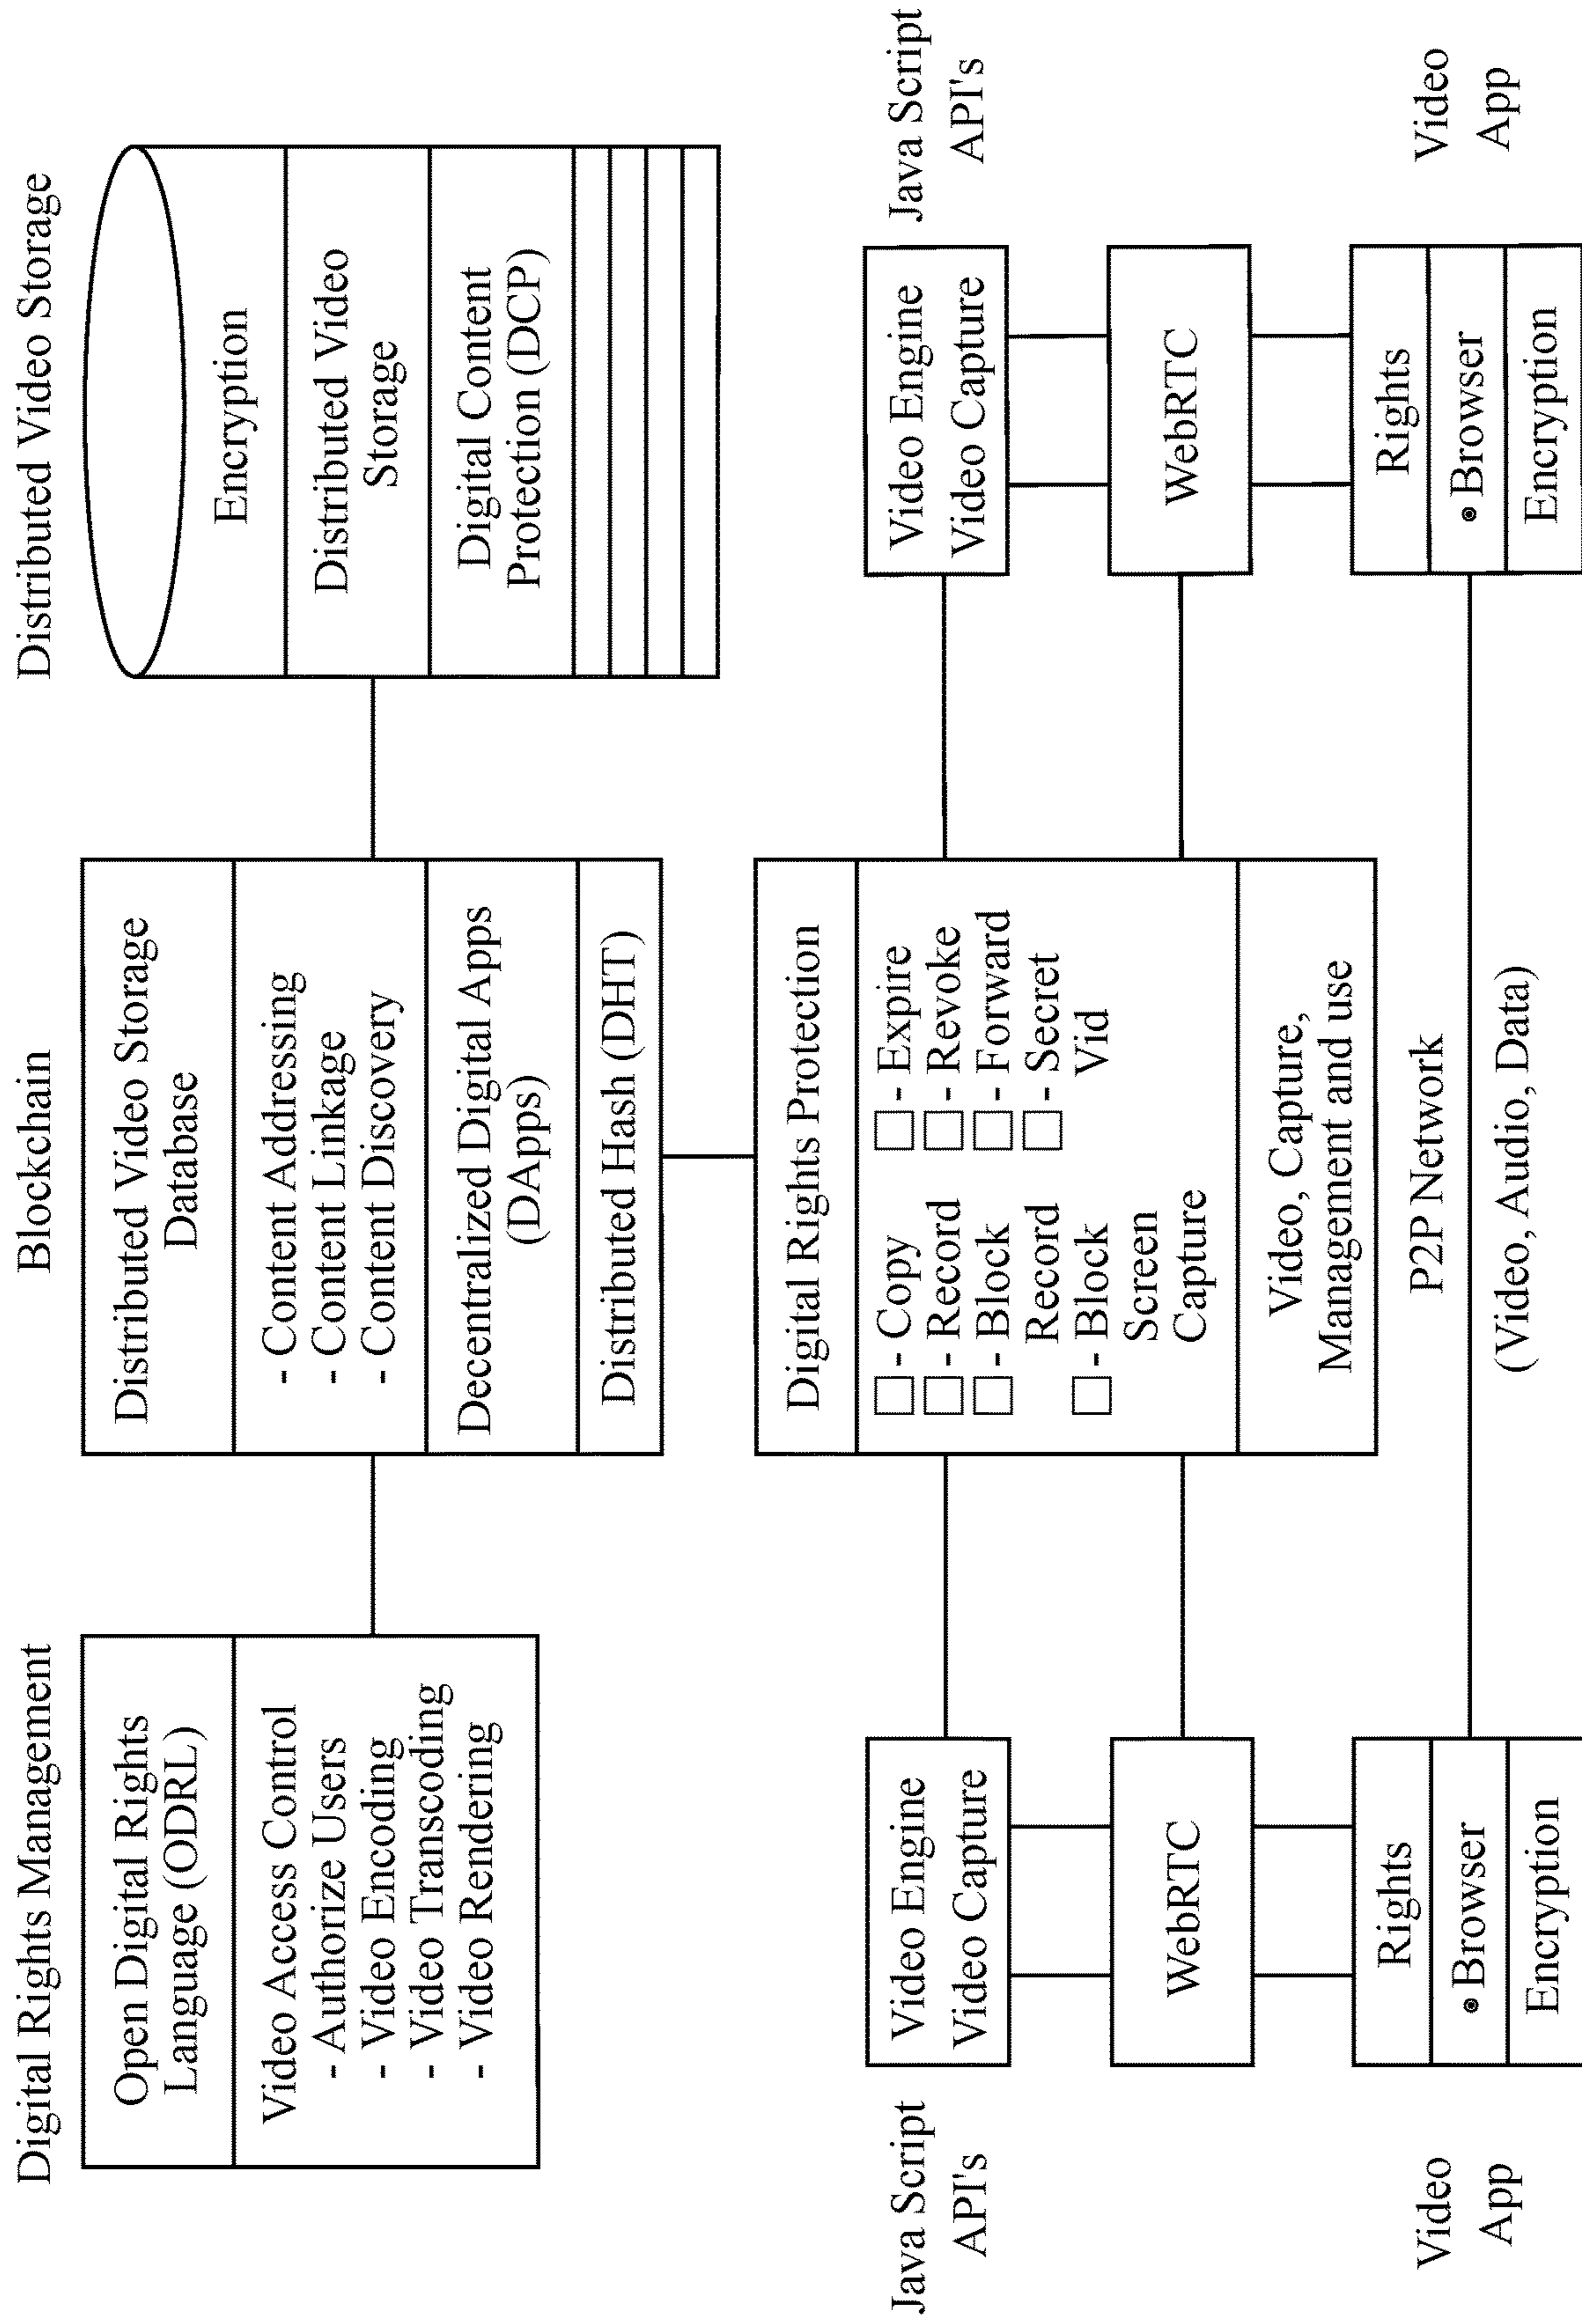 Digital Rights Management
Open Digital Rights
Language (ODRL)
Video Access Control
- Authorize Users
- Video Encoding
- Video Transcoding
- Video Rendering
Blockchain
Distributed Video Storage
Database
- Content Addressing
- Content Linkage
- Content Discovery
Decentralized Digital Apps
(DApps)
Distributed Hash (DHT)
Distributed Video Storage
Encryption
Distributed Video
Storage
Digital Content
Protection (DCP)
Java Script
API's
Video Engine
Video Capture
WebRTC
Rights
Browser
Encryption
Video
App
Digital Rights Protection
- Copy
- Record
- Block
Record
- Block
Screen
Capture
- Expire
- Revoke
- Forward
- Secret
Vid
Video, Capture,
Management and use
P2P Network
(Video, Audio, Data)
Video Engine
Video Capture
Java Script
API's
WebRTC
Rights
Browser
Encryption
Video
App